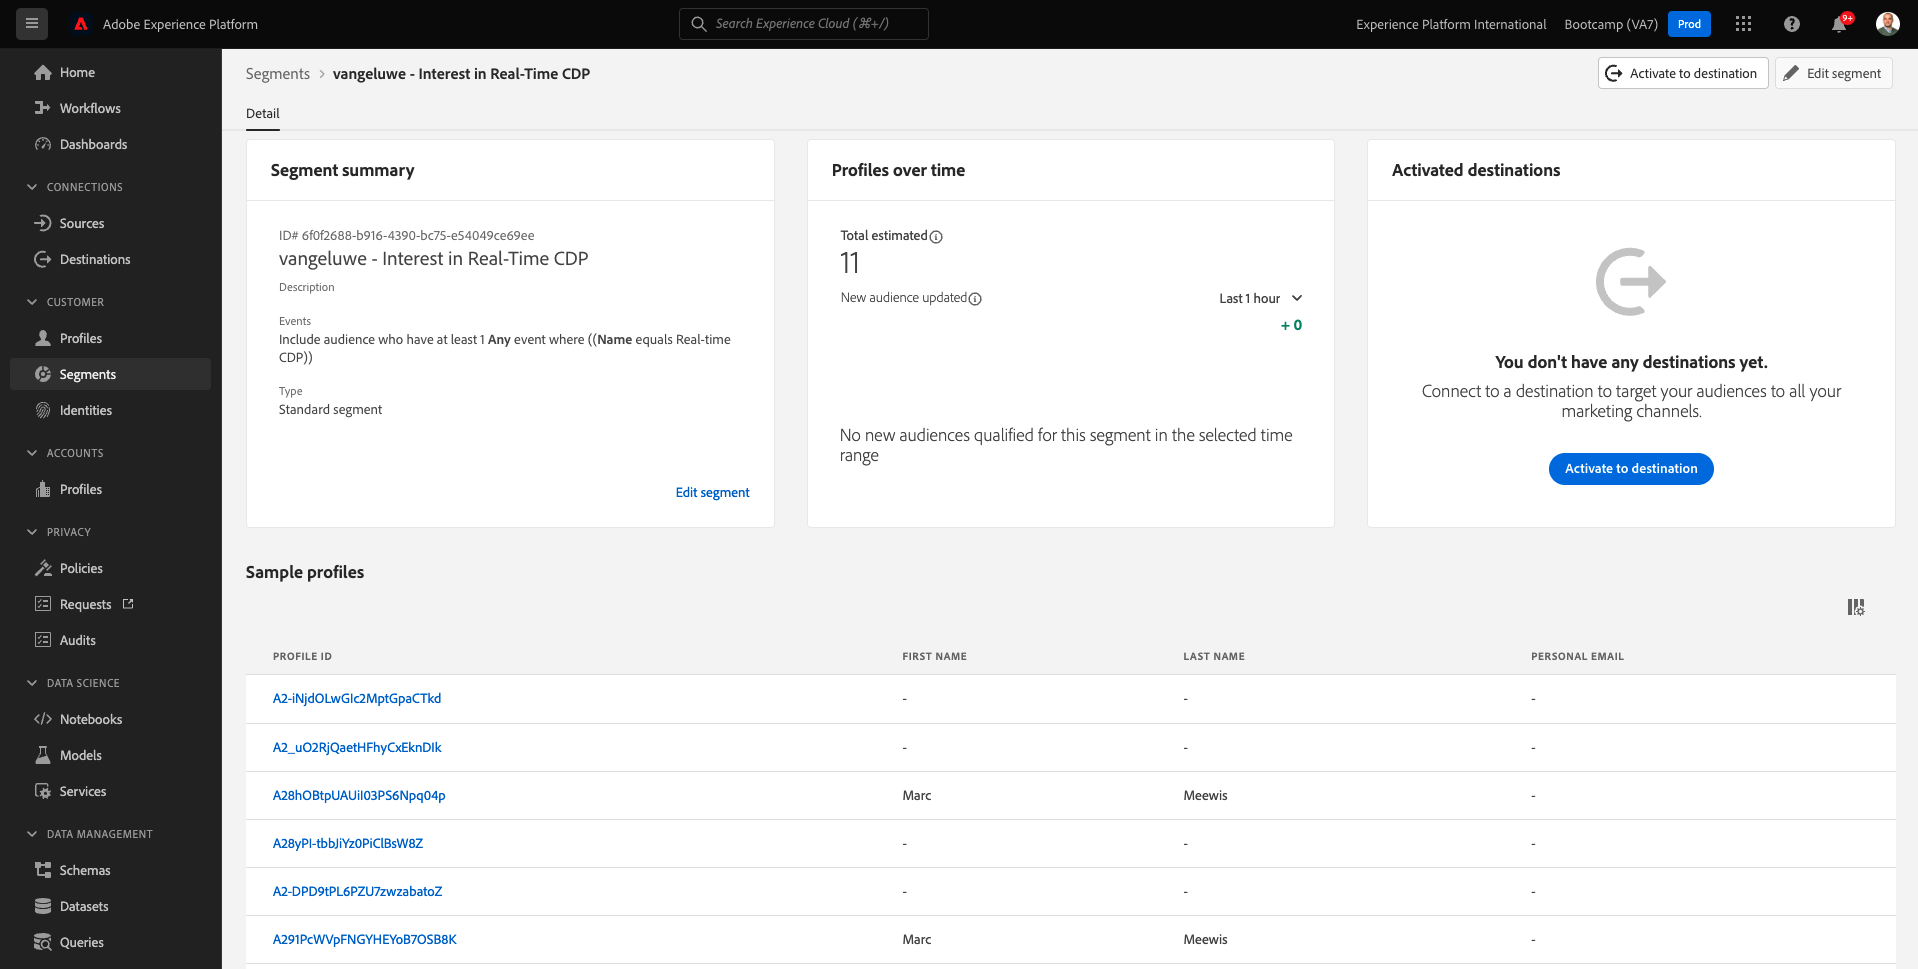 Adobe Experience Platform
Search Experience Cloud (⌘+/)
Experience Platform International
Bootcamp (VA7)
Prod
9+
Home
Workflows
Dashboards
CONNECTIONS
Sources
Destinations
CUSTOMER
Profiles
Segments
Identities
ACCOUNTS
Profiles
PRIVACY
Policies
Requests
Audits
DATA SCIENCE
Notebooks
Models
Services
DATA MANAGEMENT
Schemas
Datasets
Queries
Segments > vangeluwe - Interest in Real-Time CDP
Activate to destination
Edit segment
Detail
Segment summary
ID# 6f0f2688-b916-4390-bc75-e54049ce69ee
vangeluwe - Interest in Real-Time CDP
Description
Events
Include audience who have at least 1 Any event where ((Name equals Real-time
CDP))
Type
Standard segment
Edit segment
Profiles over time
Total estimated
11
New audience updated
Last 1 hour
+ 0
No new audiences qualified for this segment in the selected time
range
Activated destinations
You don't have any destinations yet.
Connect to a destination to target your audiences to all your
marketing channels.
Activate to destination
Sample profiles
PROFILE ID FIRST NAME LAST NAME PERSONAL EMAIL
A2-iNjdOLwGIc2MptGpaCTkd - - -
A2_uO2RjQaetHFhyCxEknDIk - - -
A28hOBtpUAUiI03PS6Npq04p Marc Meewis -
A28yPI-tbbJiYz0PiClBsW8Z - - -
A2-DPD9tPL6PZU7zwzabatoZ - - -
A291PcWVpFNGYHEYoB7OSB8K Marc Meewis -